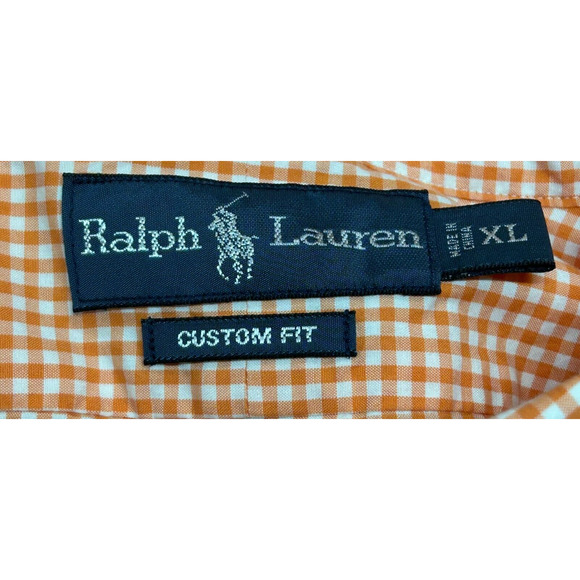 Ralph Lauren
MADE IN
CHINA
XL
CUSTOM FIT